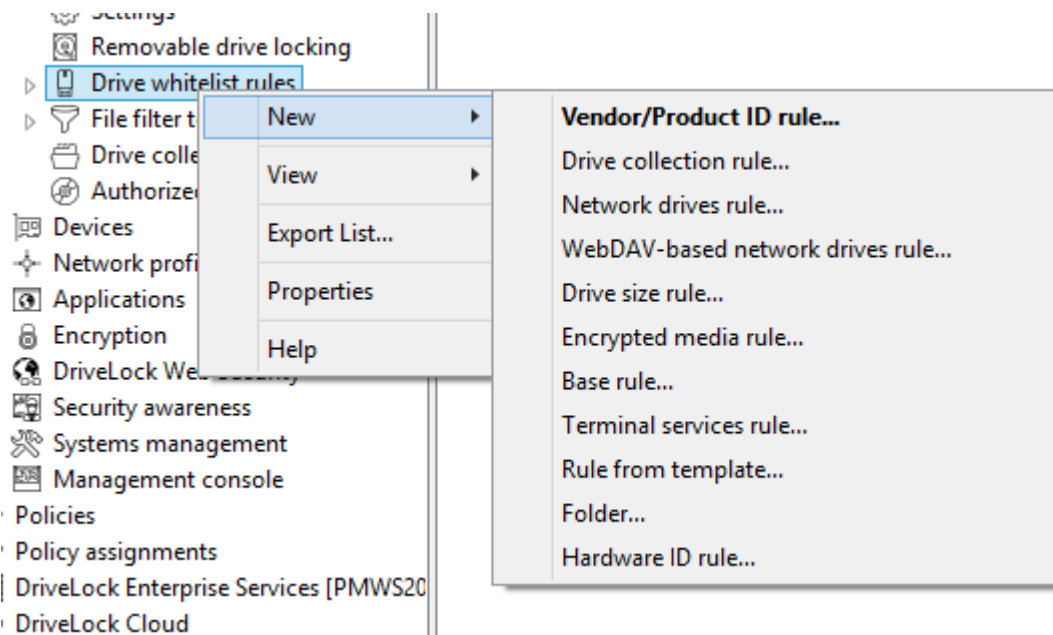 Settings
Removable drive locking
Drive whitelist rules
File filter t
Drive colle
Authorize
Devices
Network profi
Applications
Encryption
DriveLock We
Security awareness
Systems management
Management console
Policies
Policy assignments
DriveLock Enterprise Services [PMWS20
DriveLock Cloud
New
View
Export List...
Properties
Help
Vendor/Product ID rule...
Drive collection rule...
Network drives rule...
WebDAV-based network drives rule...
Drive size rule...
Encrypted media rule...
Base rule...
Terminal services rule...
Rule from template...
Folder...
Hardware ID rule...